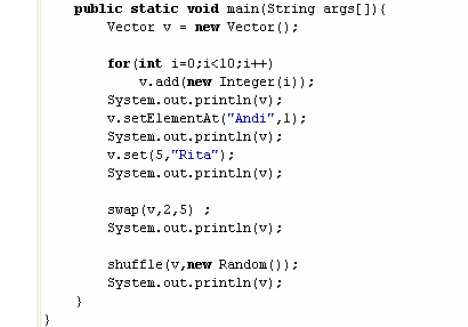 public static void main(String args[]){
Vector v = new Vector();
for(int i=0;i<10;i++)
v.add(new Integer(i));
System.out.println(v);
v.setElementAt("Andi",1);
System.out.println(v);
v.set(5,"Rita");
System.out.println(v);
swap(v,2,5) ;
System.out.println(v);
shuffle(v,new Random());
System.out.println(v);
}
}